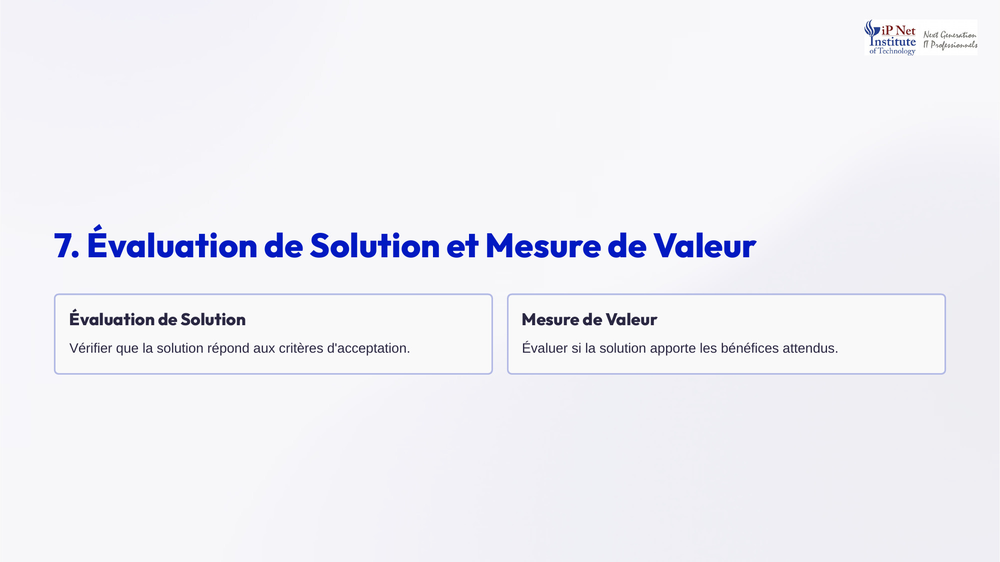 iP Net
Institute
of Technology
Next Generation
IT Professionnels
7. Évaluation de Solution et Mesure de Valeur
Évaluation de Solution
Vérifier que la solution répond aux critères d'acceptation.
Mesure de Valeur
Évaluer si la solution apporte les bénéfices attendus.